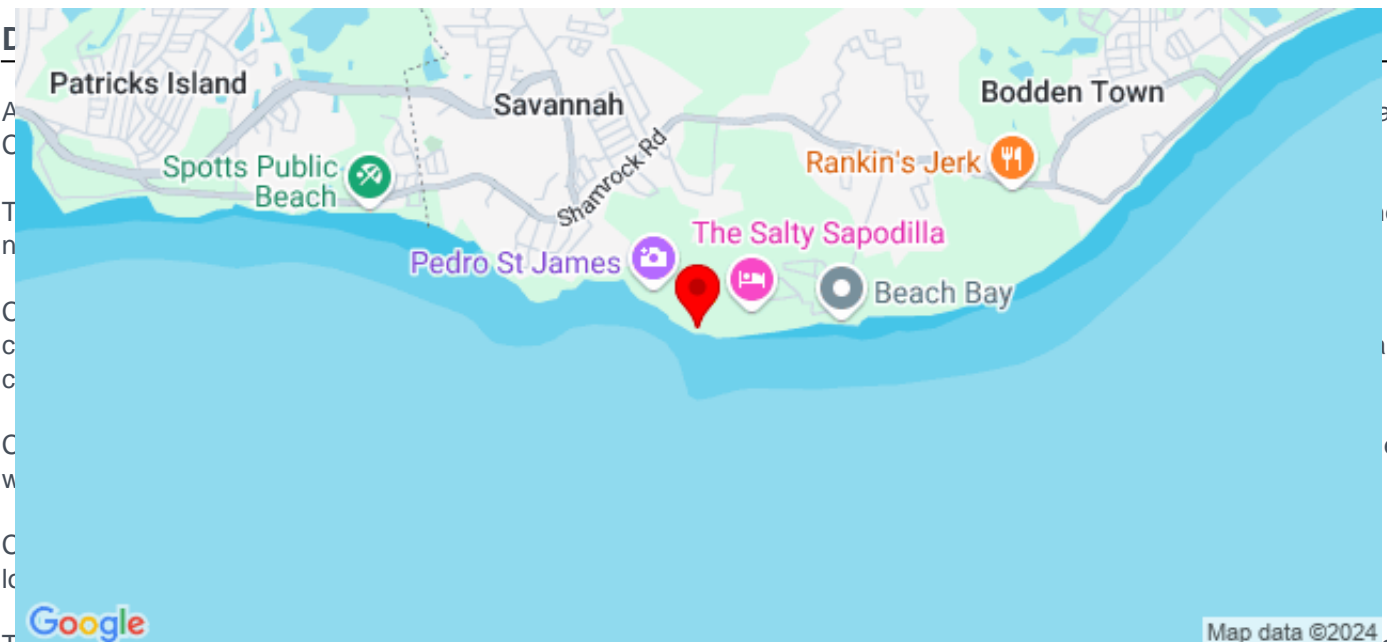 Patricks Island
Savannah
Bodden Town
Spotts Public
Beach
Shamrock Rd
Rankin's Jerk
The Salty Sapodilla
Pedro St James
Beach Bay
Google
Map data ©2024